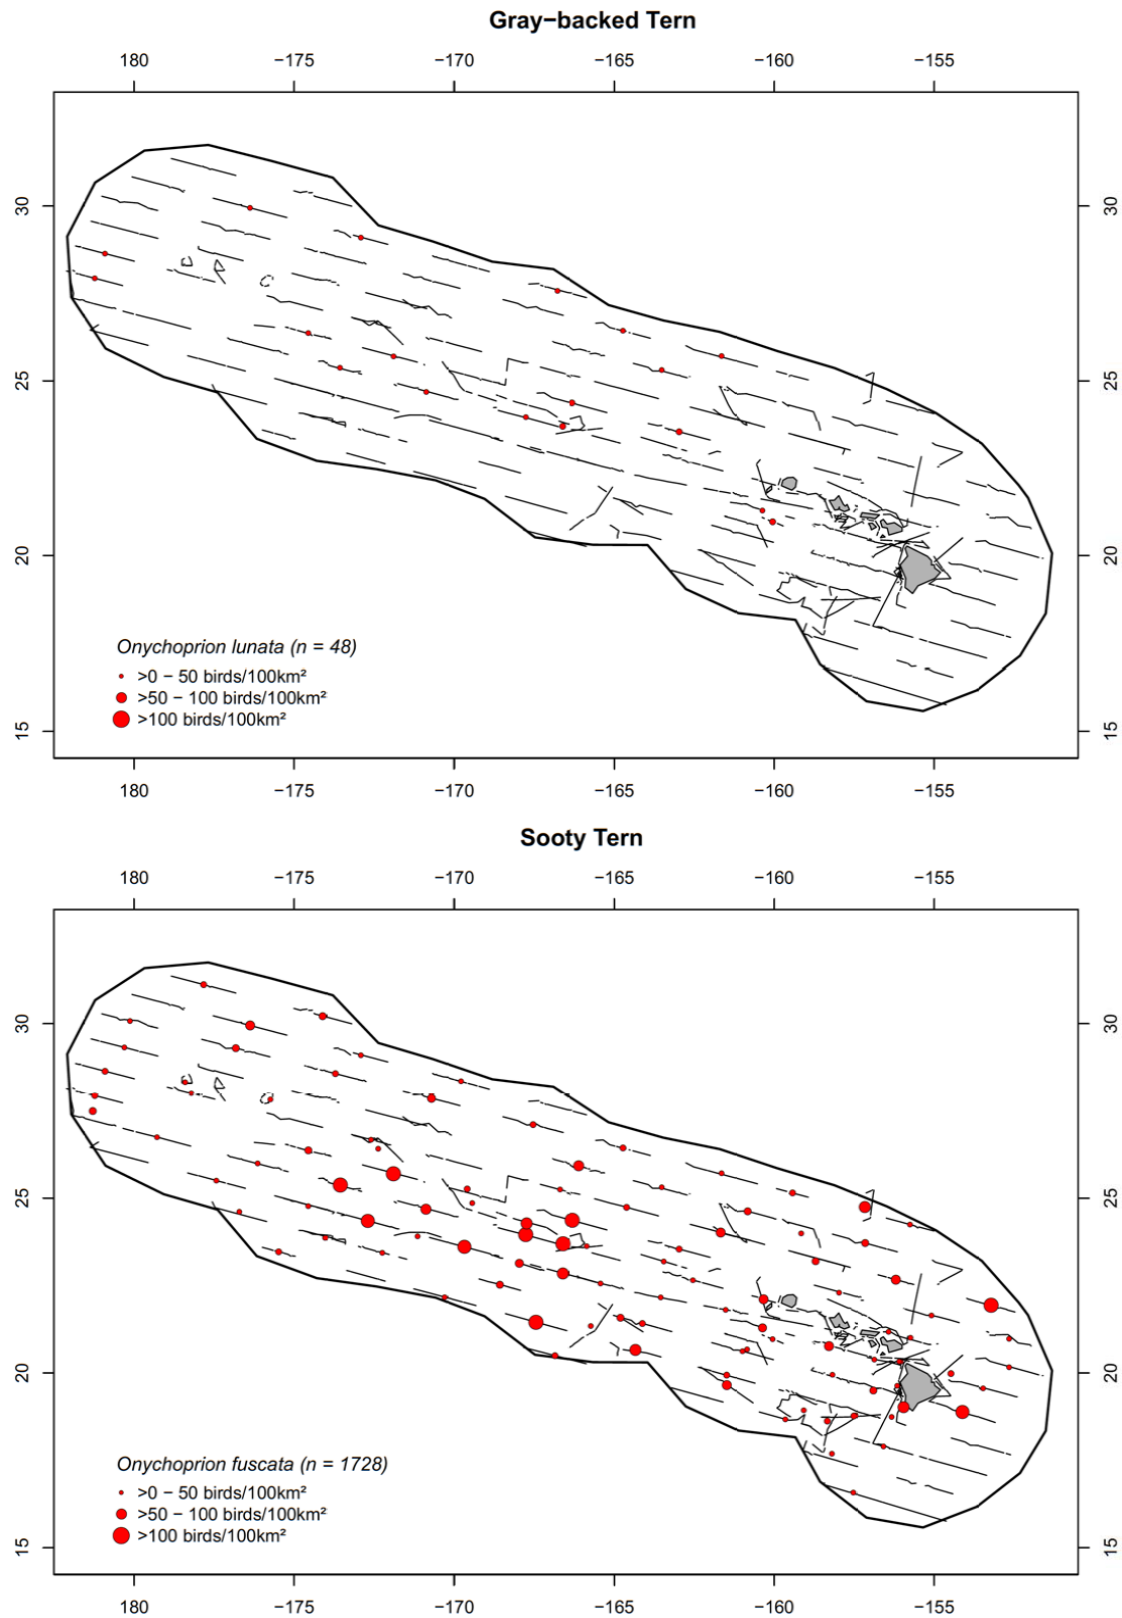 Gray−backed Tern
180 −175 −170 −165 −160 −155
30 30
25 25
20 20
15 15
Onychoprion lunata (n = 48)
>0 − 50 birds/100km²
>50 − 100 birds/100km²
>100 birds/100km²
180 −175 −170 −165 −160 −155
Sooty Tern
180 −175 −170 −165 −160 −155
30 30
25 25
20 20
15 15
Onychoprion fuscata (n = 1728)
>0 − 50 birds/100km²
>50 − 100 birds/100km²
>100 birds/100km²
180 −175 −170 −165 −160 −155